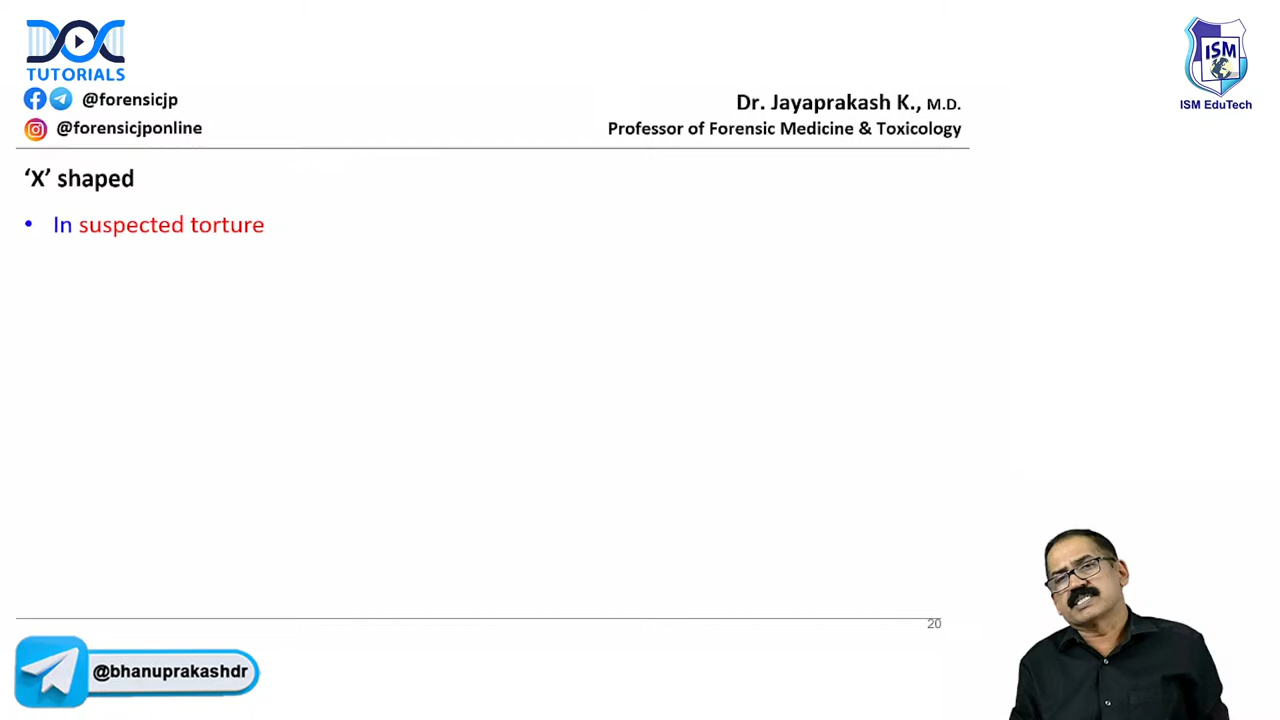 TUTORIALS
@forensicjp
@forensicjponline
ISM
ISM EduTech
Dr. Jayaprakash K., M.D.
Professor of Forensic Medicine & Toxicology
‘X’ shaped
• In suspected torture
20
@bhanuprakashdr